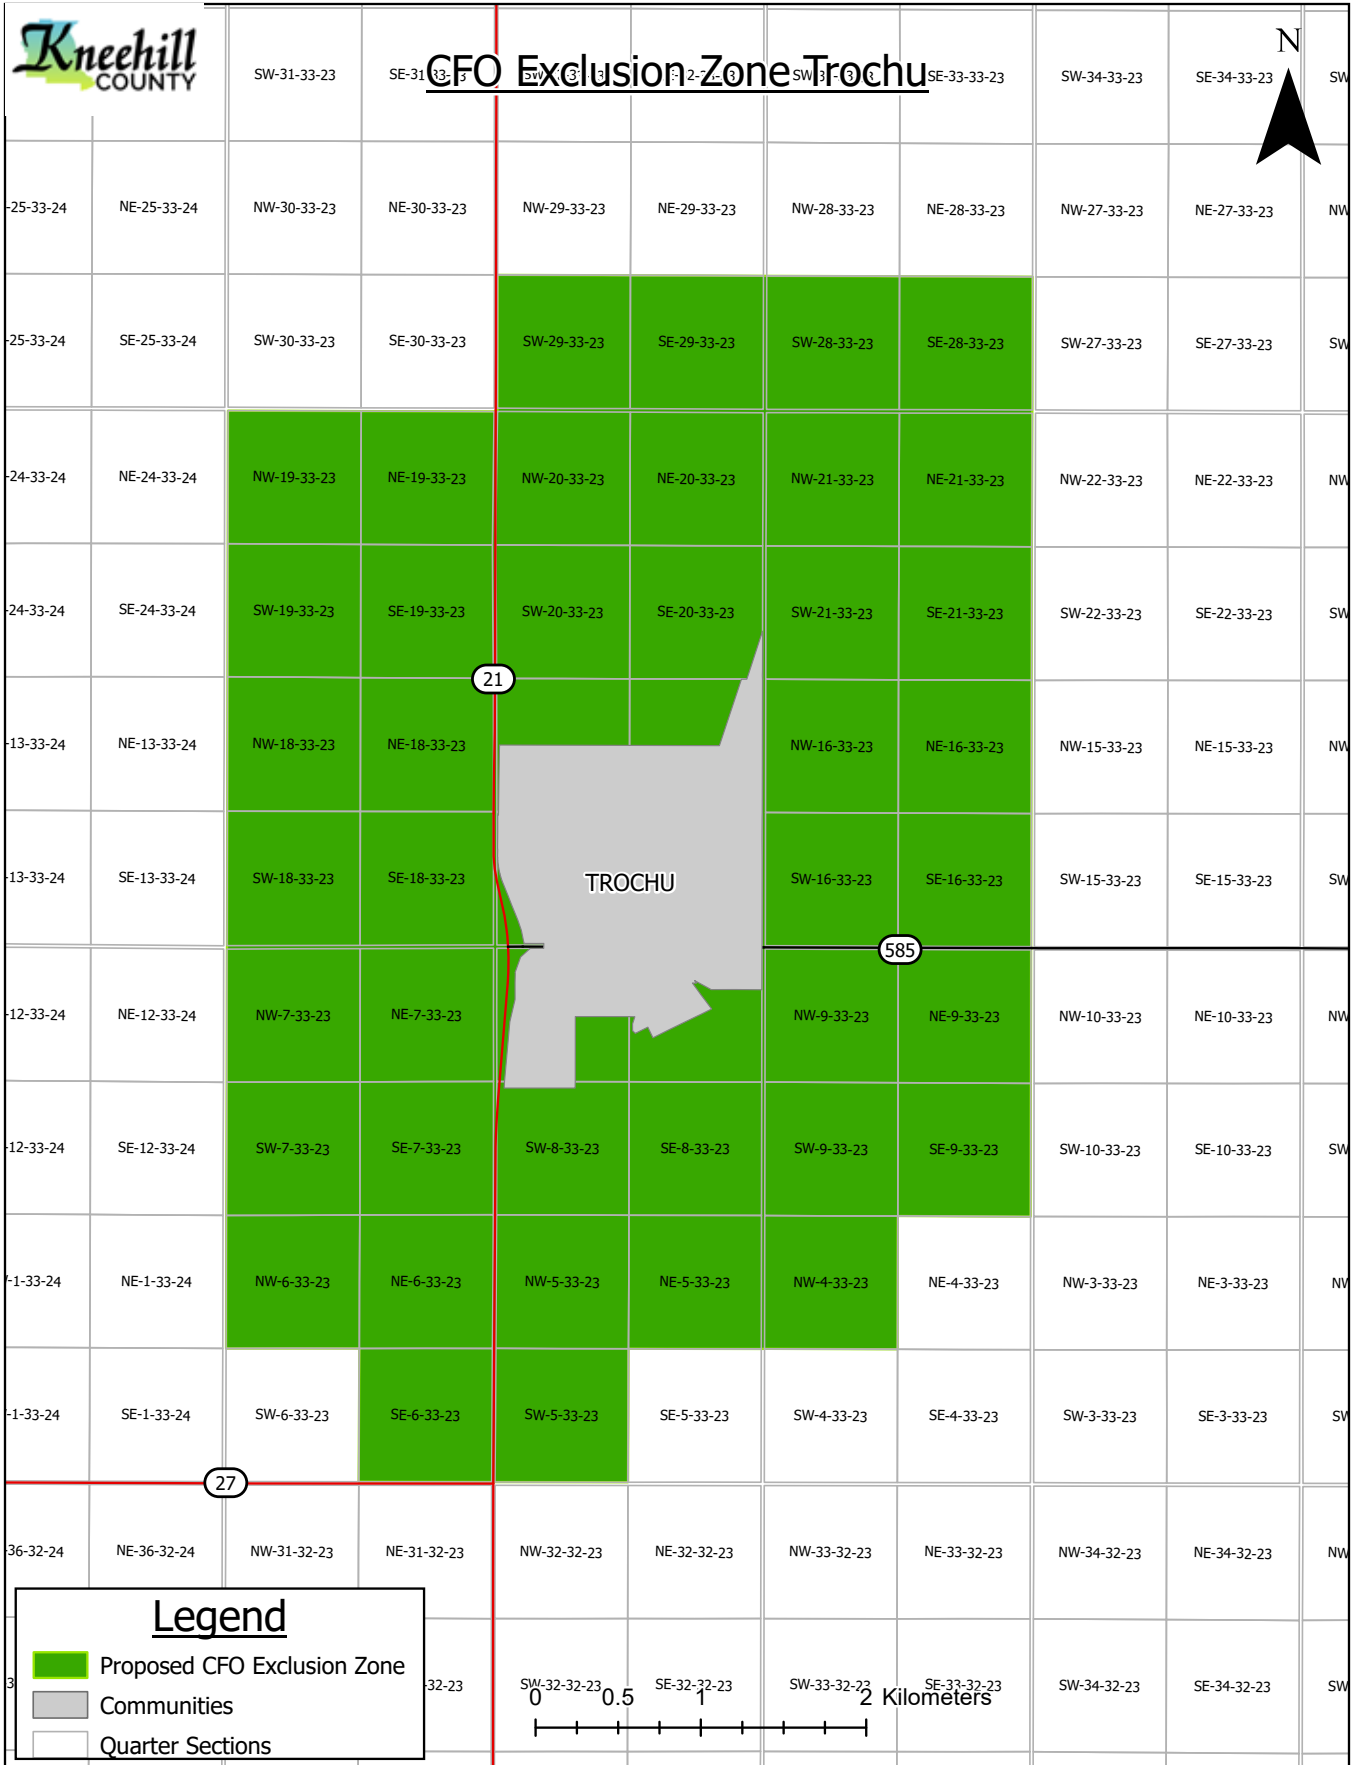 Kneehill
COUNTY
CFO Exclusion Zone Trochu
N
SW-31-33-23 SE-31-33-23 SE-33-33-23 SW-34-33-23 SE-34-33-23 SW
-25-33-24 NE-25-33-24 NW-30-33-23 NE-30-33-23 NW-29-33-23 NE-29-33-23 NW-28-33-23 NE-28-33-23 NW-27-33-23 NE-27-33-23 NW
-25-33-24 SE-25-33-24 SW-30-33-23 SE-30-33-23 SW-29-33-23 SE-29-33-23 SW-28-33-23 SE-28-33-23 SW-27-33-23 SE-27-33-23 SW
-24-33-24 NE-24-33-24 NW-19-33-23 NE-19-33-23 NW-20-33-23 NE-20-33-23 NW-21-33-23 NE-21-33-23 NW-22-33-23 NE-22-33-23 NW
-24-33-24 SE-24-33-24 SW-19-33-23 SE-19-33-23 SW-20-33-23 SE-20-33-23 SW-21-33-23 SE-21-33-23 SW-22-33-23 SE-22-33-23 SW
21
-13-33-24 NE-13-33-24 NW-18-33-23 NE-18-33-23 NW-16-33-23 NE-16-33-23 NW-15-33-23 NE-15-33-23 NW
-13-33-24 SE-13-33-24 SW-18-33-23 SE-18-33-23 TROCHU SW-16-33-23 SE-16-33-23 SW-15-33-23 SE-15-33-23 SW
585
-12-33-24 NE-12-33-24 NW-7-33-23 NE-7-33-23 NW-9-33-23 NE-9-33-23 NW-10-33-23 NE-10-33-23 NW
-12-33-24 SE-12-33-24 SW-7-33-23 SE-7-33-23 SW-8-33-23 SE-8-33-23 SW-9-33-23 SE-9-33-23 SW-10-33-23 SE-10-33-23 SW
-1-33-24 NE-1-33-24 NW-6-33-23 NE-6-33-23 NW-5-33-23 NE-5-33-23 NW-4-33-23 NE-4-33-23 NW-3-33-23 NE-3-33-23 NW
-1-33-24 SE-1-33-24 SW-6-33-23 SE-6-33-23 SW-5-33-23 SE-5-33-23 SW-4-33-23 SE-4-33-23 SW-3-33-23 SE-3-33-23 SW
27
36-32-24 NE-36-32-24 NW-31-32-23 NE-31-32-23 NW-32-32-23 NE-32-32-23 NW-33-32-23 NE-33-32-23 NW-34-32-23 NE-34-32-23 NW
3 -32-23 SW-32-32-23 SE-32-32-23 SW-33-32-23 SE-33-32-23 SW-34-32-23 SE-34-32-23 SW
0 0.5 1 2 Kilometers
Legend
Proposed CFO Exclusion Zone
Communities
Quarter Sections